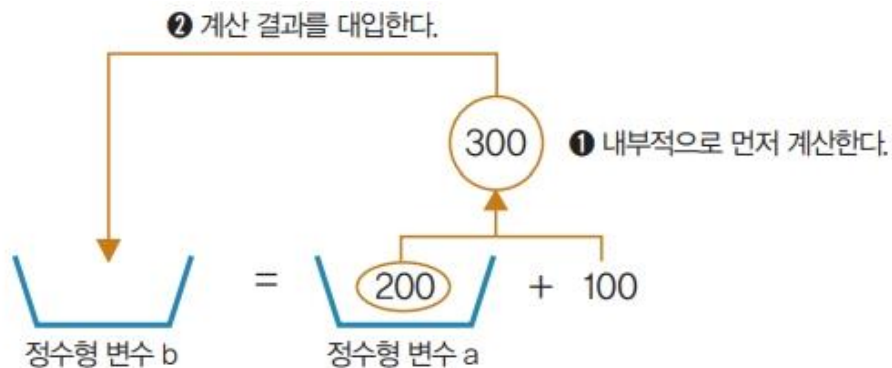 ❷ 계산 결과를 대입한다.
300 ❶ 내부적으로 먼저 계산한다.
= 200 + 100
정수형 변수 b 정수형 변수 a